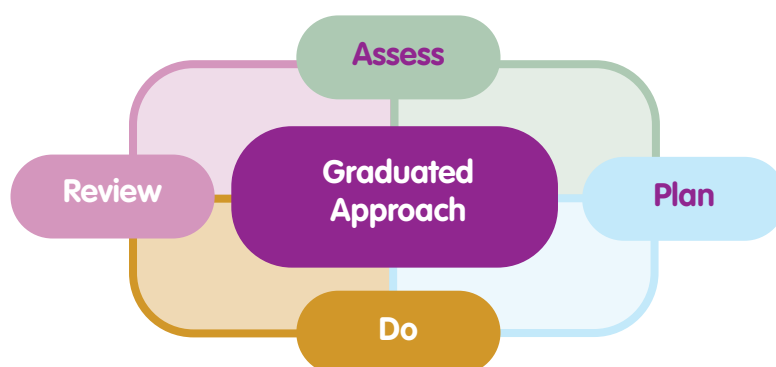 Assess
Review
Graduated
Approach
Plan
Do